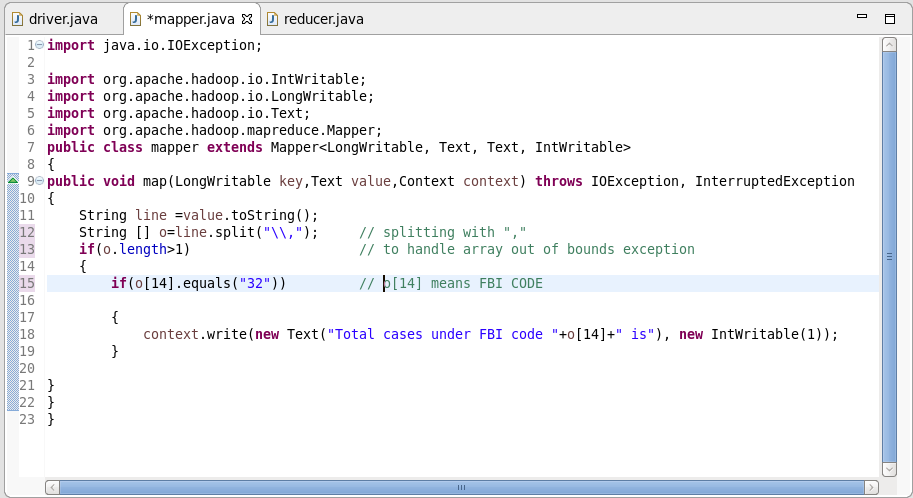 driver.java *mapper.java reducer.java
1 import java.io.IOException;
2
3 import org.apache.hadoop.io.IntWritable;
4 import org.apache.hadoop.io.LongWritable;
5 import org.apache.hadoop.io.Text;
6 import org.apache.hadoop.mapreduce.Mapper;
7 public class mapper extends Mapper<LongWritable, Text, Text, IntWritable>
8 {
9 public void map(LongWritable key,Text value,Context context) throws IOException, InterruptedException
10 {
11     String line =value.toString();
12     String [] o=line.split("\\,");     // splitting with ","
13     if(o.length>1)                     // to handle array out of bounds exception
14     {
15         if(o[14].equals("32"))         // o[14] means FBI CODE
16
17         {
18             context.write(new Text("Total cases under FBI code "+o[14]+" is"), new IntWritable(1));
19         }
20
21 }
22 }
23 }